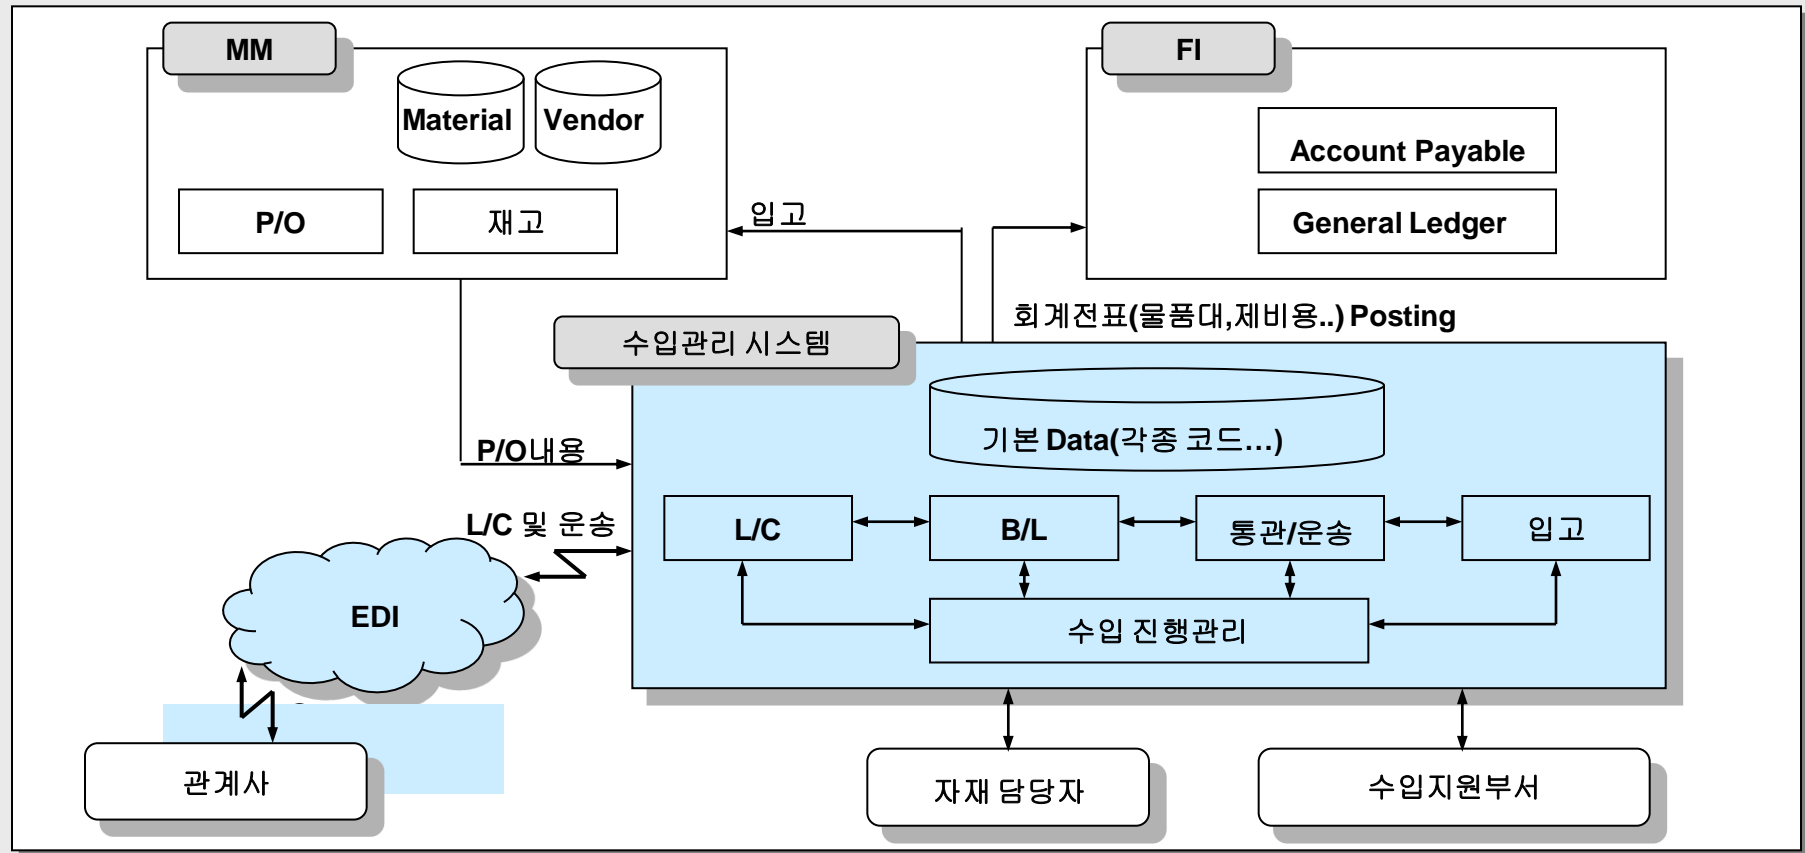 MM
FI
Material
Vendor
Account Payable
P/O
재고
입고
General Ledger
회계전표(물품대,제비용..) Posting
수입관리 시스템
기본 Data(각종 코드...)
P/O내용
L/C 및 운송
L/C
B/L
통관/운송
입고
EDI
수입 진행관리
관계사
자재 담당자
수입지원부서